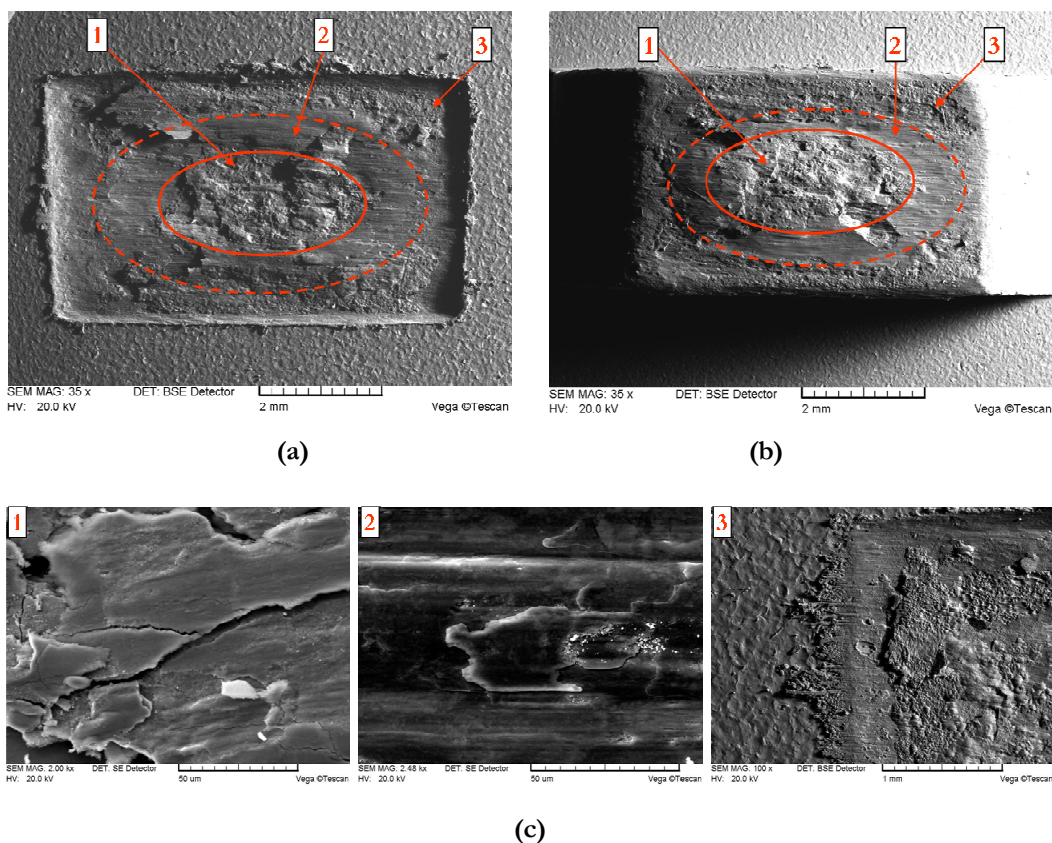 1
2
3
1
2
3
SEM MAG: 35 x DET: BSE Detector
HV: 20.0 kV 2 mm Vega ©Tescan
SEM MAG: 35 x DET: BSE Detector
HV: 20.0 kV 2 mm Vega ©Tescan
(a)
(b)
1
2
3
SEM MAG: 2.00 kx DET: SE Detector
HV: 20.0 kV 50 um Vega ©Tescan
SEM MAG: 2.48 kx DET: SE Detector
HV: 20.0 kV 50 um Vega ©Tescan
SEM MAG: 100 x DET: BSE Detector
HV: 20.0 kV 1 mm Vega ©Tescan
(c)